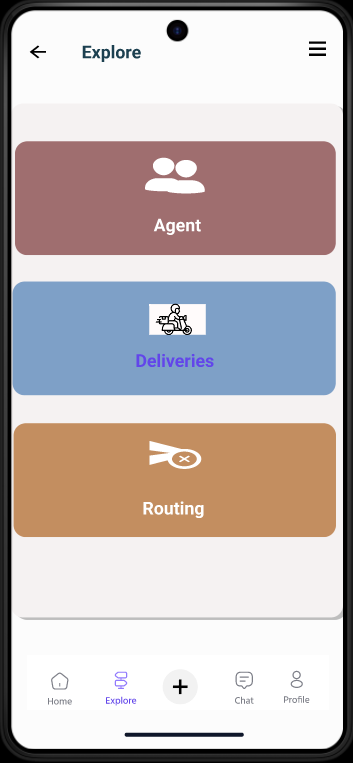 Explore
Agent
Deliveries
Routing
Home
Explore
Chat
Profile